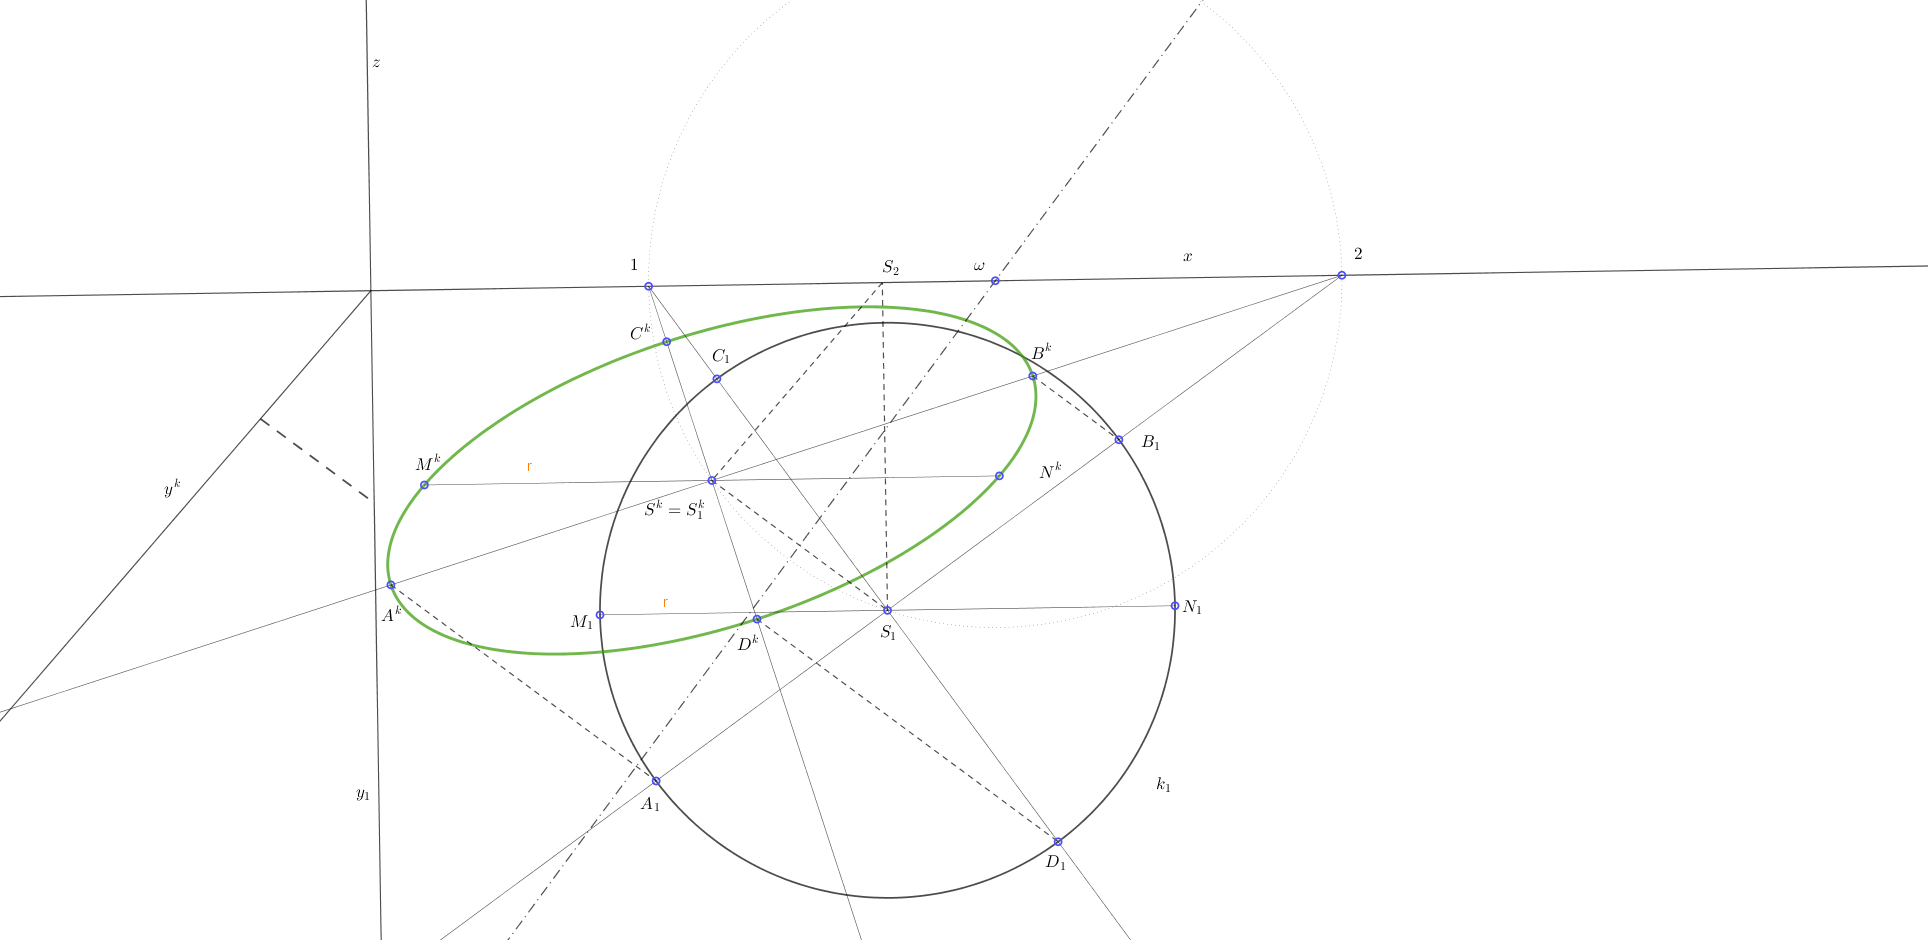 z
1
S₂
ω
x
2
Cᵏ
C₁
Bᵏ
B₁
Mᵏ
r
Nᵏ
yᵏ
Sᵏ = S₁ᵏ
Aᵏ
r
M₁
N₁
Dᵏ
S₁
y₁
A₁
k₁
D₁